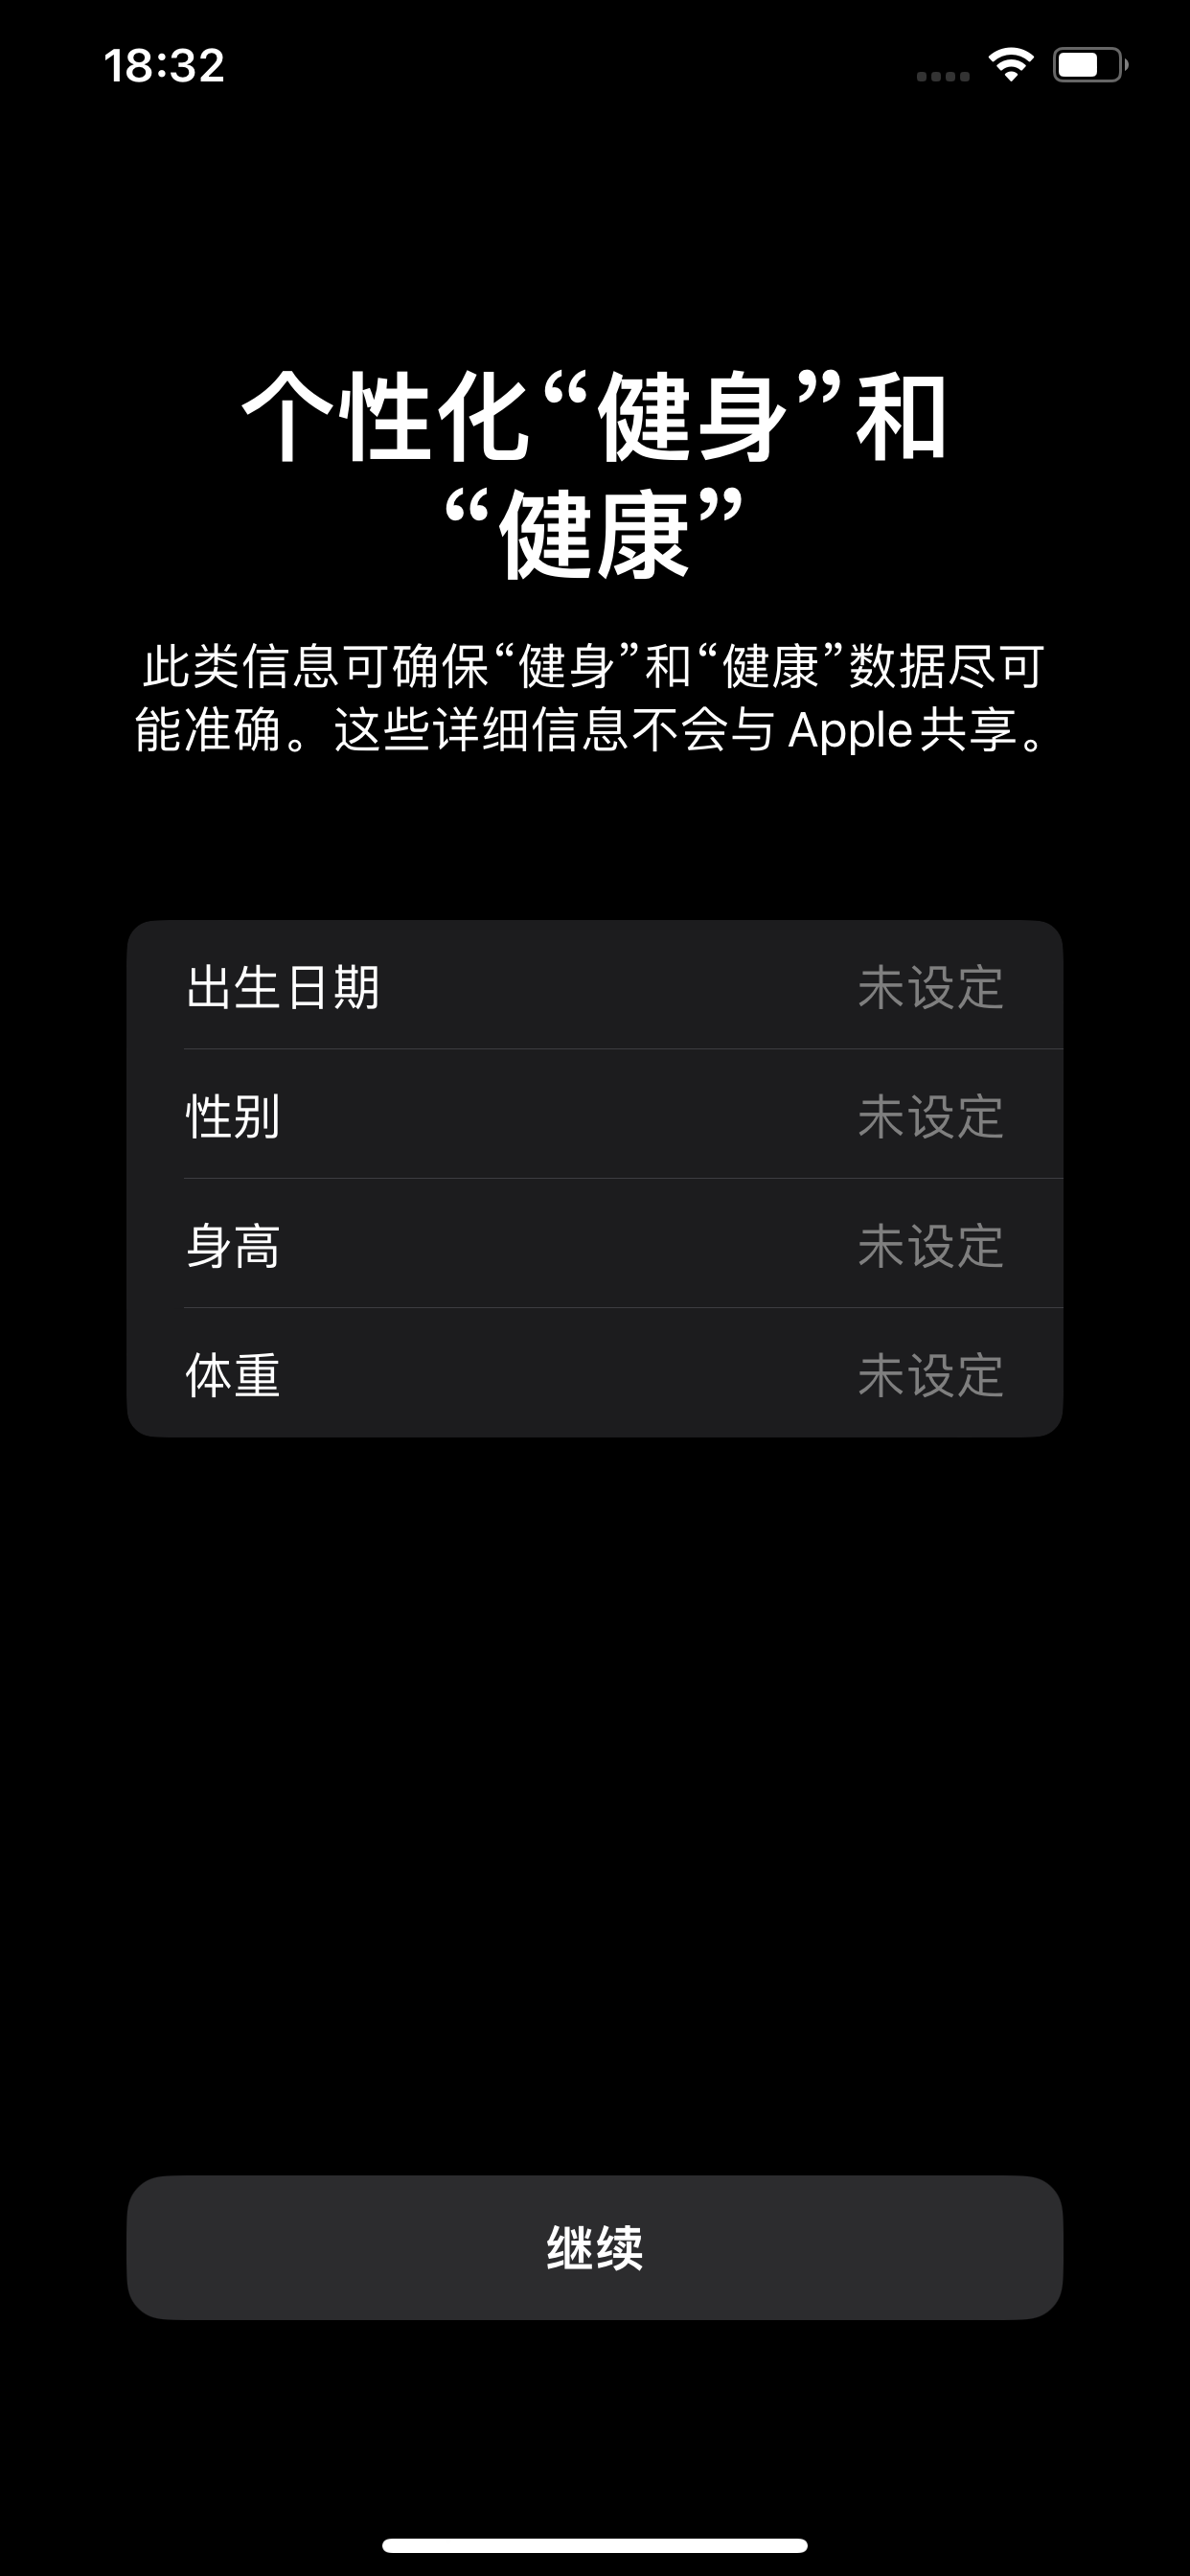 18:32
个性化“健身”和
“健康”
此类信息可确保“健身”和“健康”数据尽可
能准确。这些详细信息不会与 Apple 共享。
出生日期 未设定
性别 未设定
身高 未设定
体重 未设定
继续